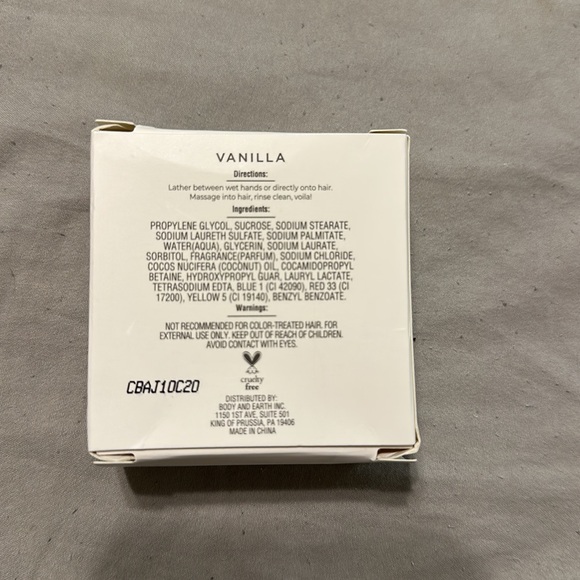 VANILLA
Directions:
Lather between wet hands or directly onto hair.
Massage into hair, rinse clean, voila!
Ingredients:
PROPYLENE GLYCOL, SUCROSE, SODIUM STEARATE,
SODIUM LAURETH SULFATE, SODIUM PALMITATE,
WATER(AQUA), GLYCERIN, SODIUM LAURATE,
SORBITOL, FRAGRANCE(PARFUM), SODIUM CHLORIDE,
COCOS NUCIFERA (COCONUT) OIL, COCAMIDOPROPYL
BETAINE, HYDROXYPROPYL GUAR, LAURYL LACTATE,
TETRASODIUM EDTA, BLUE 1 (CI 42090), RED 33 (CI
17200), YELLOW 5 (CI 19140), BENZYL BENZOATE.
Warnings:
NOT RECOMMENDED FOR COLOR-TREATED HAIR. FOR
EXTERNAL USE ONLY. KEEP OUT OF REACH OF CHILDREN.
AVOID CONTACT WITH EYES.
cruelty
free
CBAJ10C20
DISTRIBUTED BY:
BODY AND EARTH INC.
1150 1ST AVE, SUITE 501
KING OF PRUSSIA, PA 19406
MADE IN CHINA